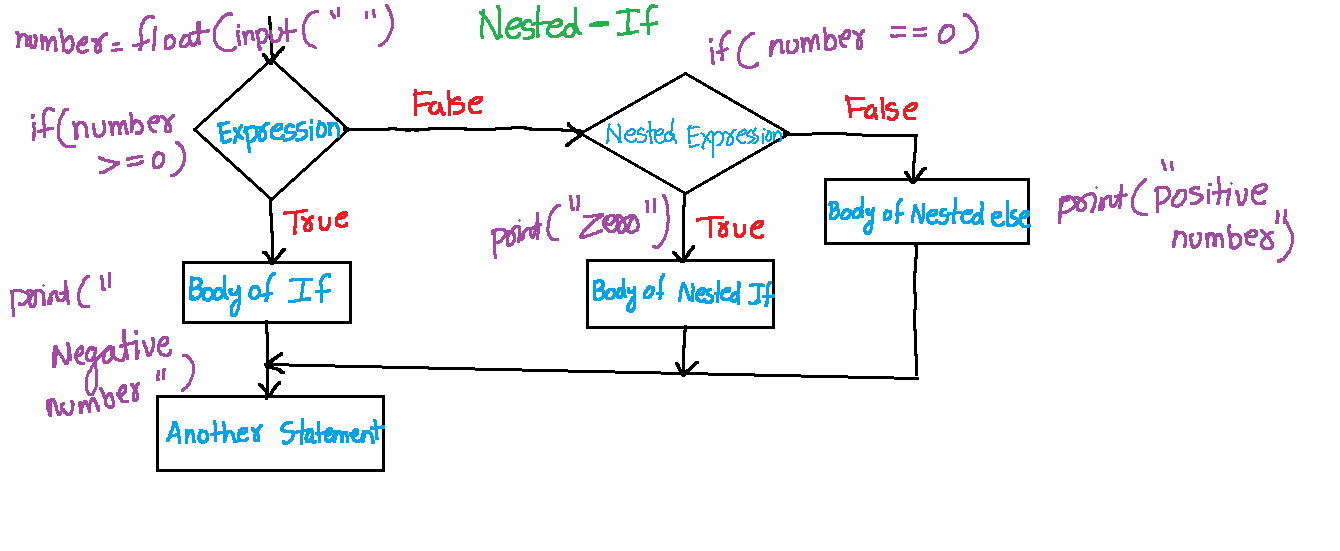 number = float(input(" ")
Nested - If
if( number == 0)
if(number
>=0)
Expression
False
Nested Expression
False
True
print("zero")
True
Body of Nested else
print("Positive
number")
print("
Negative
number")
Body of If
Body of Nested If
Another Statement